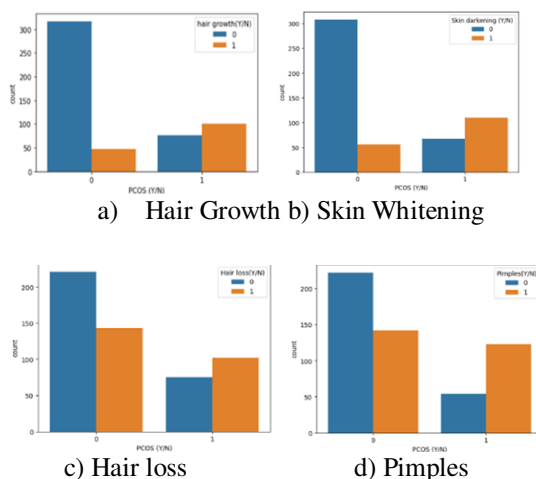 hair growth(Y/N)
0
1
300
250
200
150
100
50
0
count
0 1
PCOS (Y/N)
Skin darkening (Y/N)
0
1
300
250
200
150
100
50
0
count
0 1
PCOS (Y/N)
a) Hair Growth b) Skin Whitening
Hair loss(Y/N)
0
1
200
150
100
50
0
count
0 1
PCOS (Y/N)
Pimples(Y/N)
0
1
200
150
100
50
0
count
0 1
PCOS (Y/N)
c) Hair loss d) Pimples